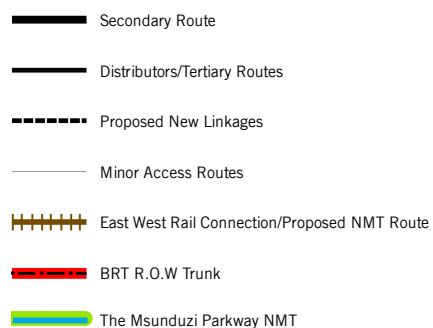 Secondary Route
Distributors/Tertiary Routes
Proposed New Linkages
Minor Access Routes
East West Rail Connection/Proposed NMT Route
BRT R.O.W Trunk
The Msunduzi Parkway NMT